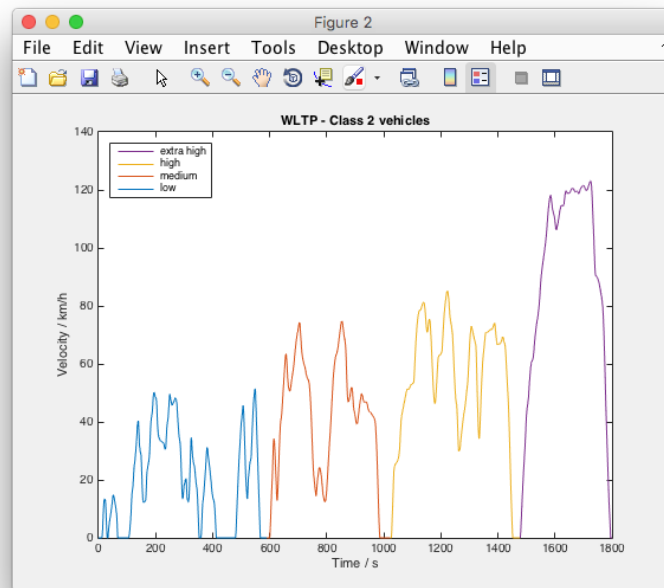 Figure 2
File Edit View Insert Tools Desktop Window Help
WLTP - Class 2 vehicles
extra high
high
medium
low
140
120
100
80
60
40
20
0
Velocity / km/h
0 200 400 600 800 1000 1200 1400 1600 1800
Time / s